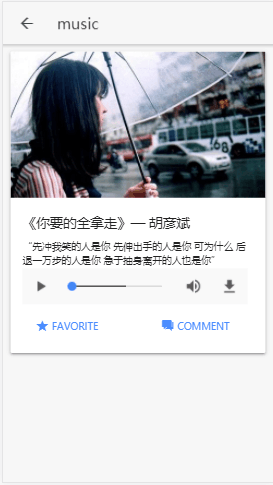 music
168
《你要的全拿走》— 胡彦斌
“先冲我笑的人是你 先伸出手的人是你 可为什么 后
退一万步的人是你 急于抽身离开的人也是你”
FAVORITE
COMMENT